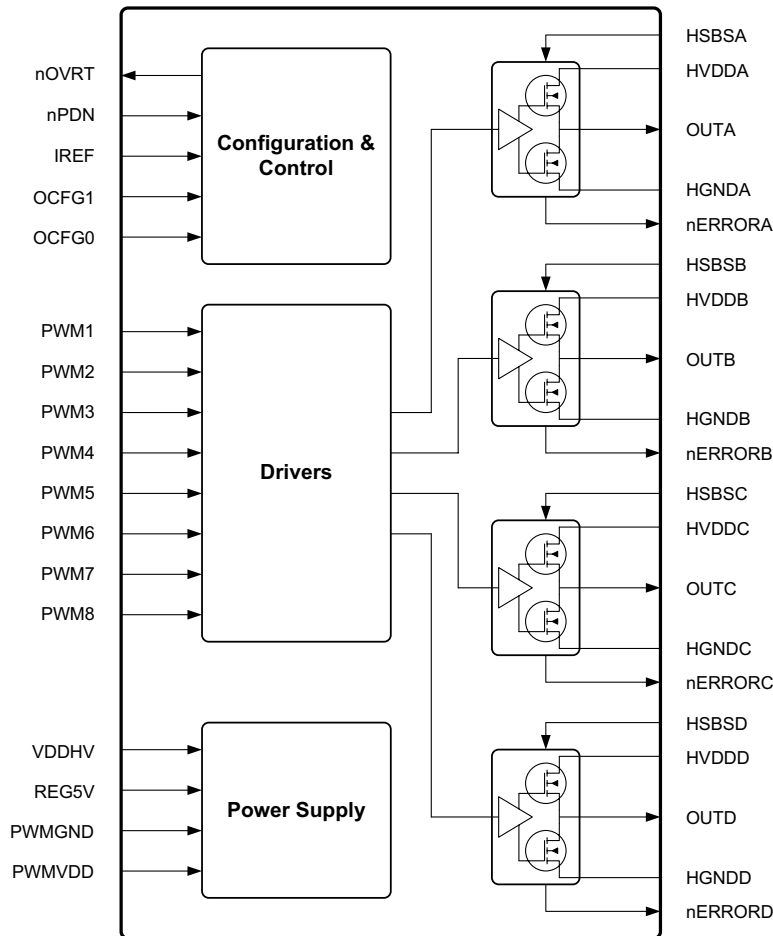 nOVRT
nPDN
IREF
OCFG1
OCFG0
Configuration &
Control
PWM1
PWM2
PWM3
PWM4
PWM5
PWM6
PWM7
PWM8
Drivers
VDDHV
REG5V
PWMGND
PWMVDD
Power Supply
HSBSA
HVDDA
OUTA
HGNDA
nERRORA
HSBSB
HVDDB
OUTB
HGNDB
nERRORB
HSBSC
HVDDC
OUTC
HGNDC
nERRORC
HSBSD
HVDDD
OUTD
HGNDD
nERRORD